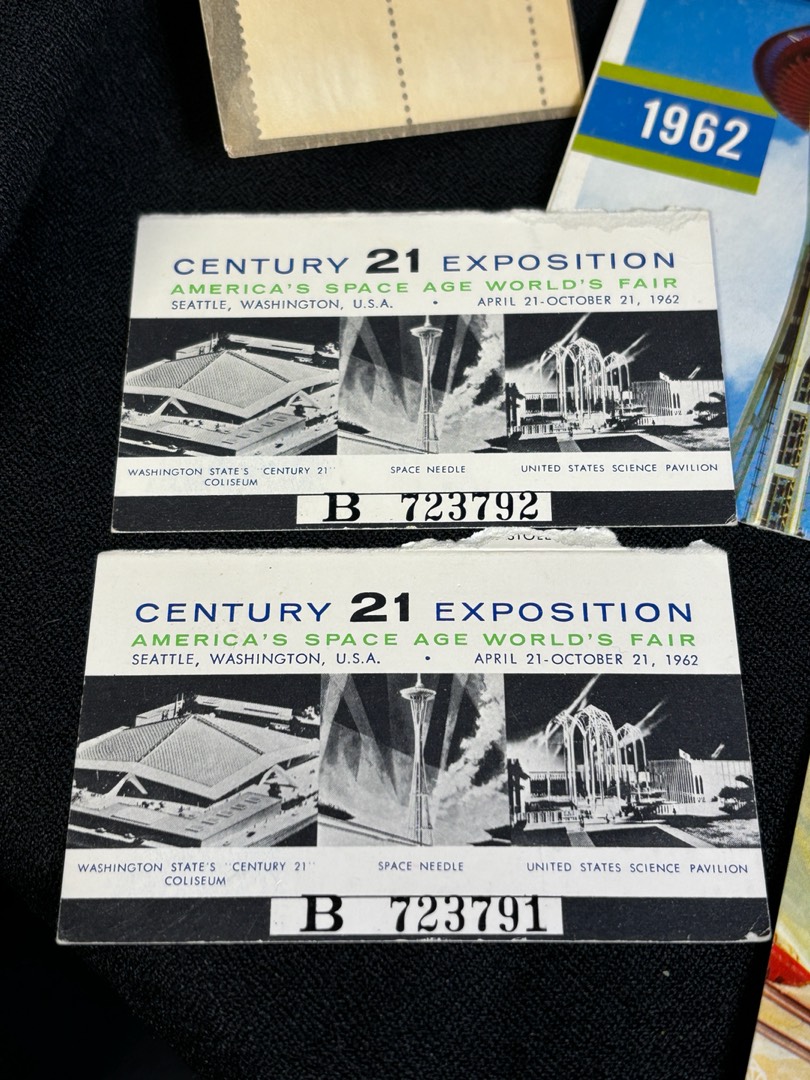 1962
CENTURY 21 EXPOSITION
AMERICA'S SPACE AGE WORLD'S FAIR
SEATTLE, WASHINGTON, U.S.A. • APRIL 21-OCTOBER 21, 1962
WASHINGTON STATE'S "CENTURY 21" COLISEUM
SPACE NEEDLE
UNITED STATES SCIENCE PAVILION
B 723792
CENTURY 21 EXPOSITION
AMERICA'S SPACE AGE WORLD'S FAIR
SEATTLE, WASHINGTON, U.S.A. • APRIL 21-OCTOBER 21, 1962
WASHINGTON STATE'S "CENTURY 21"
COLISEUM
SPACE NEEDLE
UNITED STATES SCIENCE PAVILION
B 723791